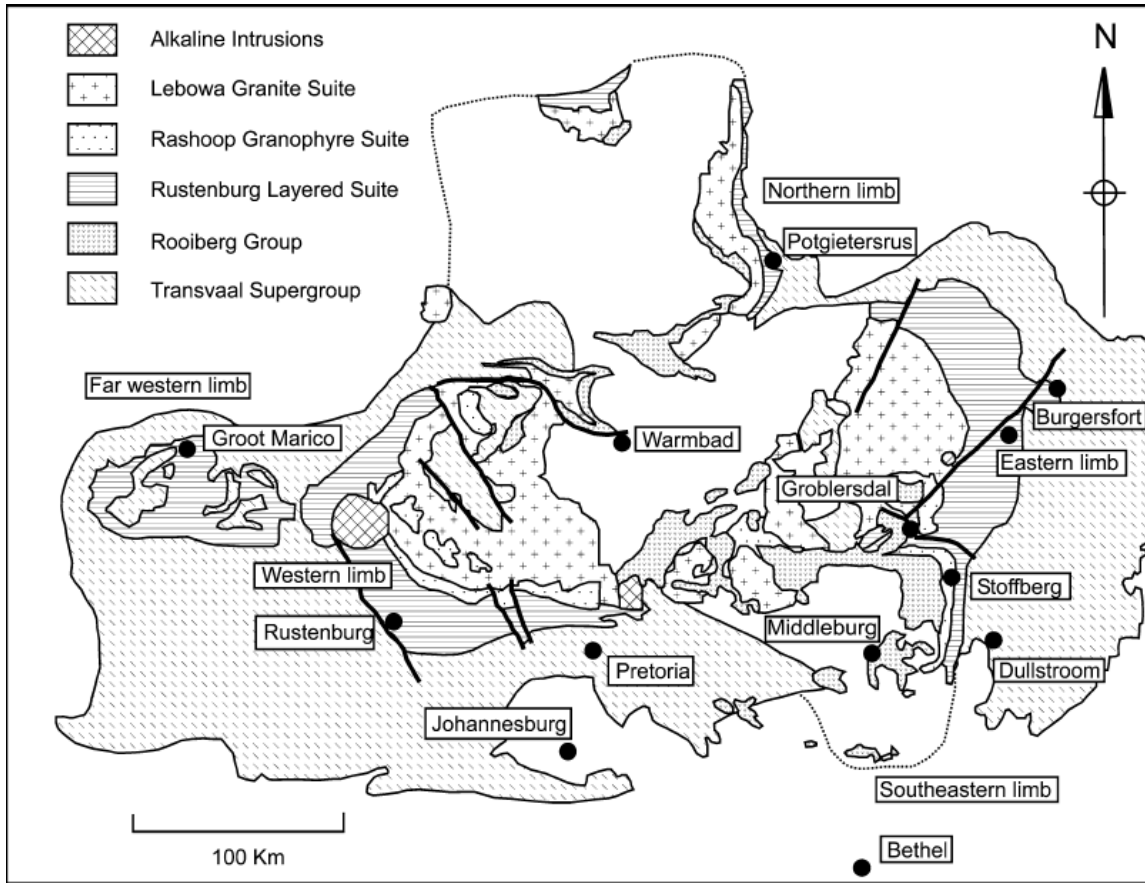 Alkaline Intrusions
Lebowa Granite Suite
Rashoop Granophyre Suite
Rustenburg Layered Suite
Rooiberg Group
Transvaal Supergroup
N
Northern limb
Potgietersrus
Far western limb
Groot Marico
Warmbad
Burgersfort
Eastern limb
Groblersdal
Western limb
Stoffberg
Rustenburg
Middleburg
Pretoria
Dullstroom
Johannesburg
Southeastern limb
100 Km
Bethel